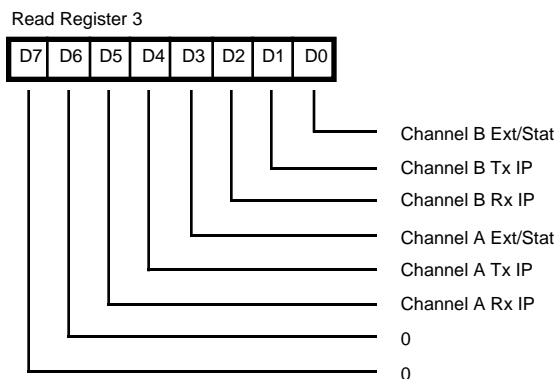 Read Register 3
D7 D6 D5 D4 D3 D2 D1 D0
Channel B Ext/Stat
Channel B Tx IP
Channel B Rx IP
Channel A Ext/Stat
Channel A Tx IP
Channel A Rx IP
0
0